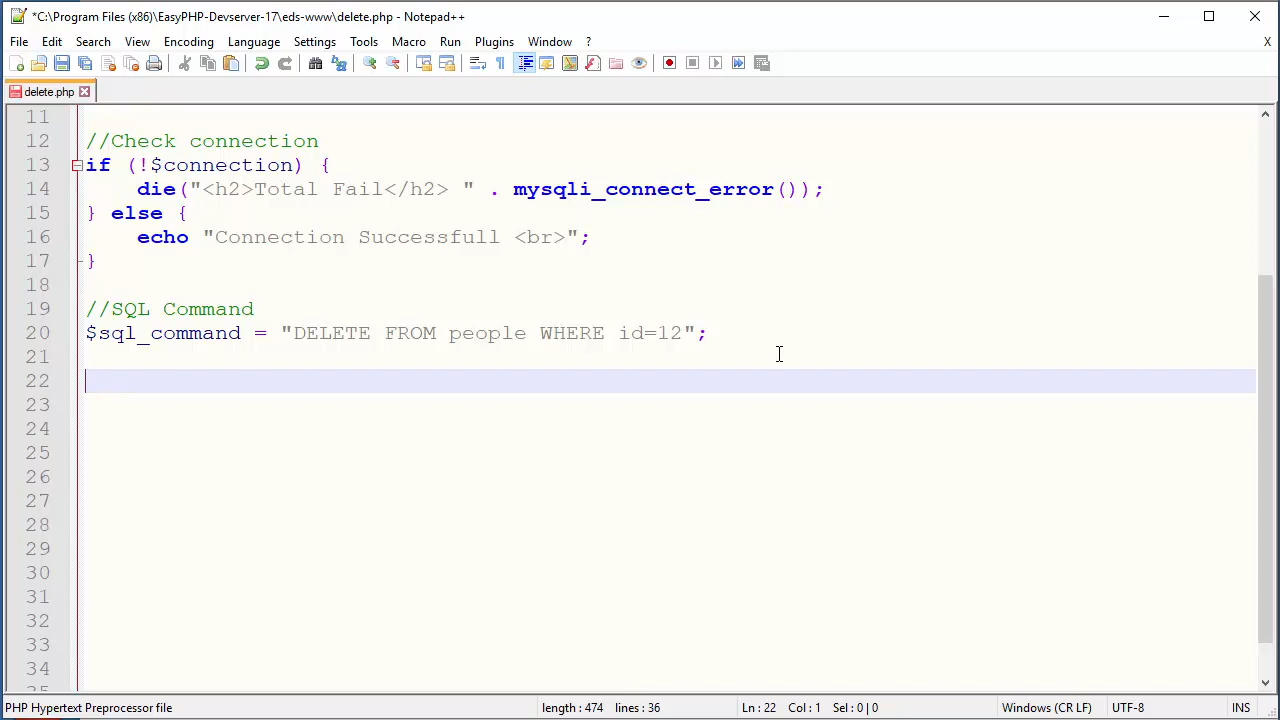 *C:\Program Files (x86)\EasyPHP-Devserver-17\eds-www\delete.php - Notepad++
File Edit Search View Encoding Language Settings Tools Macro Run Plugins Window ? X
delete.php
11
12 //Check connection
13 if (!$connection) {
14 die("<h2>Total Fail</h2> " . mysqli_connect_error());
15 } else {
16 echo "Connection Successfull <br>";
17 }
18
19 //SQL Command
20 $sql_command = "DELETE FROM people WHERE id=12";
21
22
23
24
25
26
27
28
29
30
31
32
33
34
35
PHP Hypertext Preprocessor file length : 474 lines : 36 Ln : 22 Col : 1 Sel : 0 | 0 Windows (CR LF) UTF-8 INS